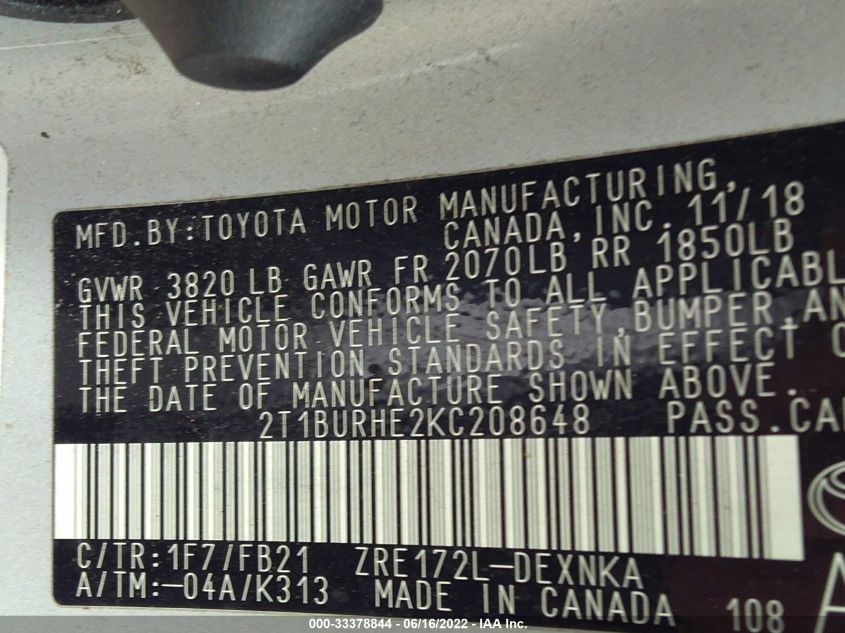 MFD.BY:TOYOTA MOTOR MANUFACTURING,
CANADA,INC. 11/18
GVWR 3820 LB GAWR FR 2070LB RR 1850LB
THIS VEHICLE CONFORMS TO ALL APPLICABL
FEDERAL MOTOR VEHICLE SAFETY,BUMPER,AN
THEFT PREVENTION STANDARDS IN EFFECT O
THE DATE OF MANUFACTURE SHOWN ABOVE.
2T1BURHE2KC208648 PASS.CA
C/TR:1F7/FB21 ZRE172L-DEXNKA
A/TM:-04A/K313 MADE IN CANADA 108
000-33378844 - 06/16/2022 - IAA Inc.